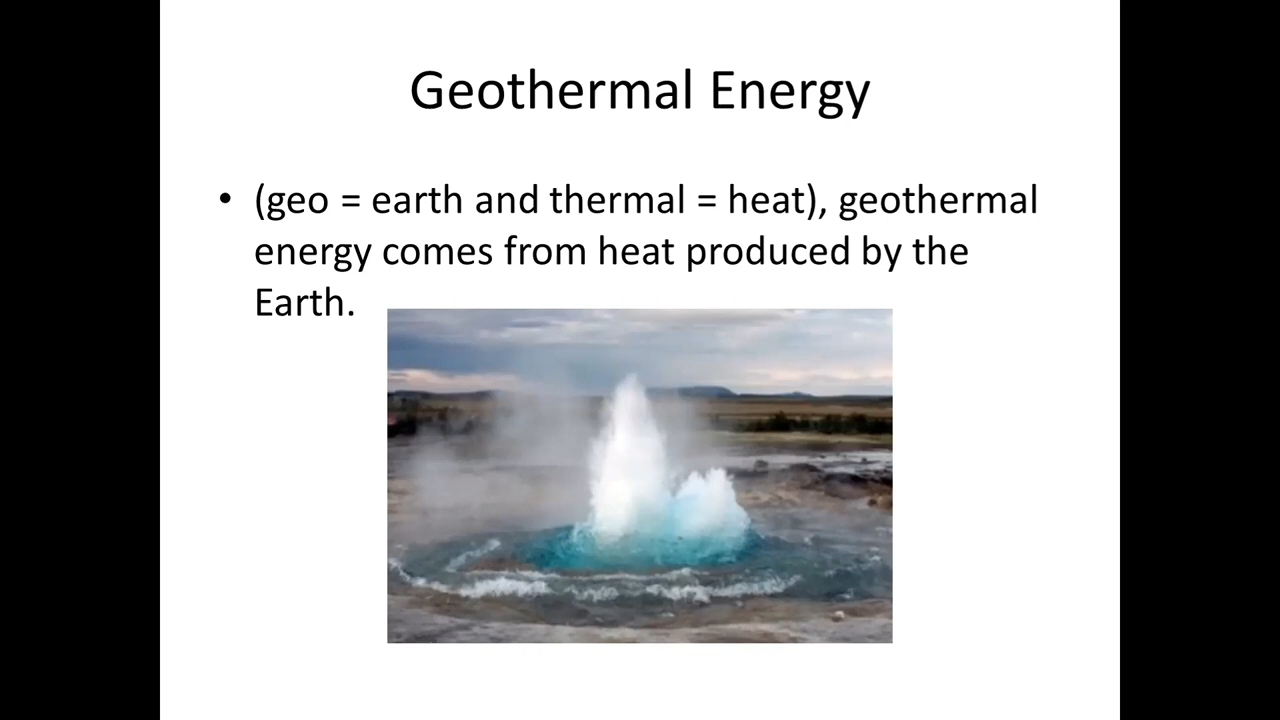 Geothermal Energy
• (geo = earth and thermal = heat), geothermal
energy comes from heat produced by the
Earth.